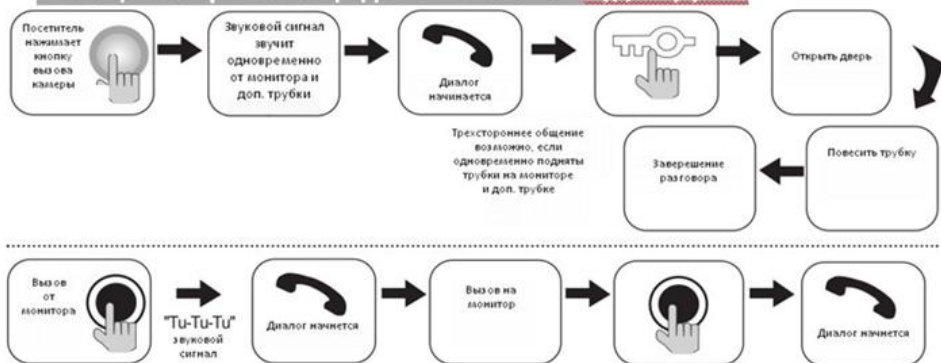 Посетитель
нажимает
кнопку
вызова
камеры
Звуковой сигнал
звучит
одновременно
от монитора и
доп. трубки
Диалог
начинается
Открыть дверь
Трехстороннее общение
возможно, если
одновременно подняты
трубки на мониторе
и доп. трубке
Заверешение
разговора
Повесить трубку
Вызов
от
монитора
"Tu-Tu-Tu"
звуковой
сигнал
Диалог начнется
Вызов на
монитор
Диалог начнется